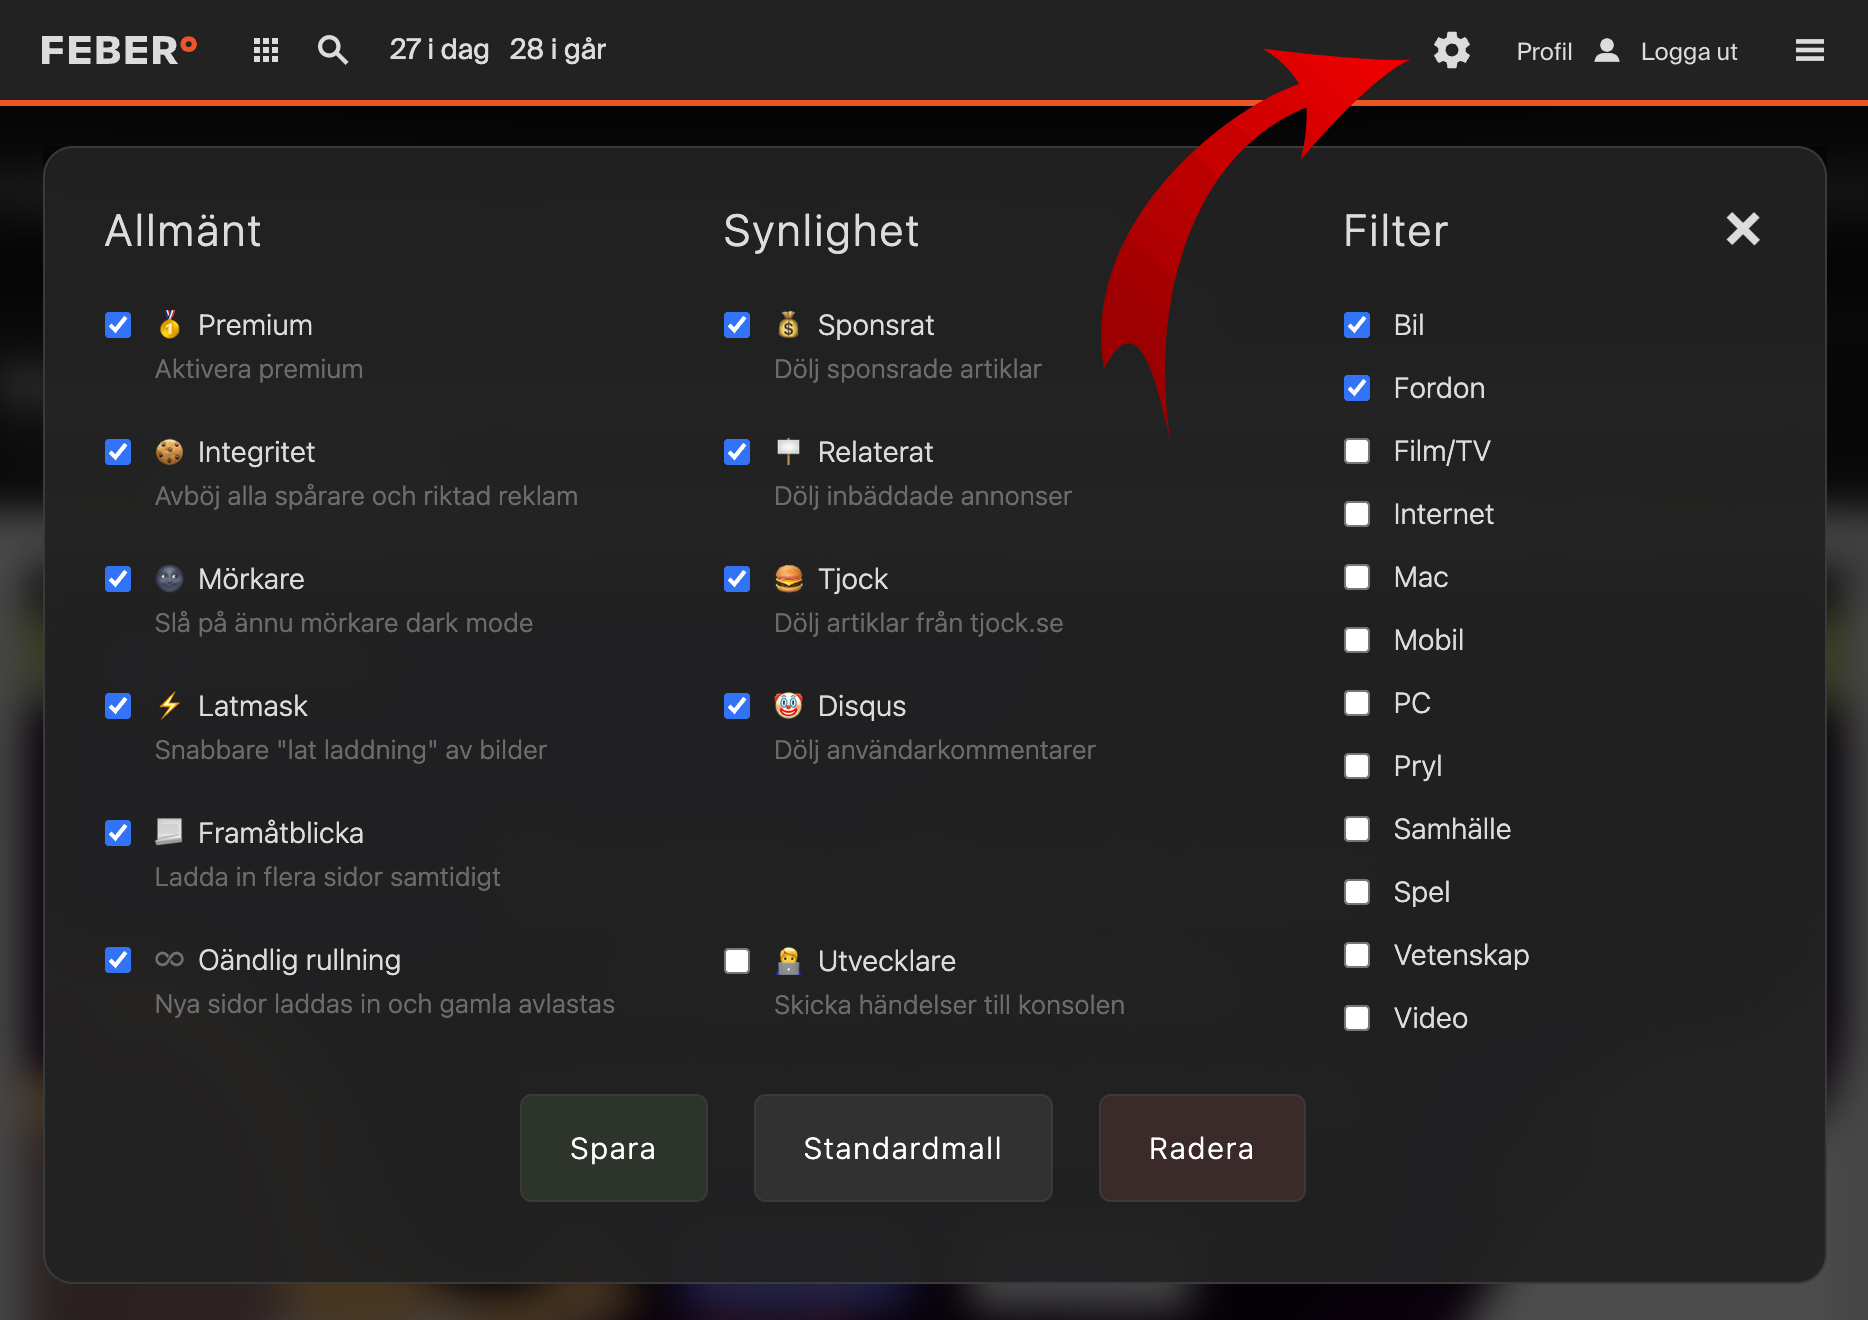 FEBER
27 i dag 28 i går
Profil Logga ut
Allmänt
Premium
Aktivera premium
Integritet
Avböj alla spårare och riktad reklam
Mörkare
Slå på ännu mörkare dark mode
Latmask
Snabbare "lat laddning" av bilder
Framåtblicka
Ladda in flera sidor samtidigt
Oändlig rullning
Nya sidor laddas in och gamla avlastas
Synlighet
Sponsrat
Dölj sponsrade artiklar
Relaterat
Dölj inbäddade annonser
Tjock
Dölj artiklar från tjock.se
Disqus
Dölj användarkommentarer
Utvecklare
Skicka händelser till konsolen
Filter
Bil
Fordon
Film/TV
Internet
Mac
Mobil
PC
Pryl
Samhälle
Spel
Vetenskap
Video
Spara
Standardmall
Radera